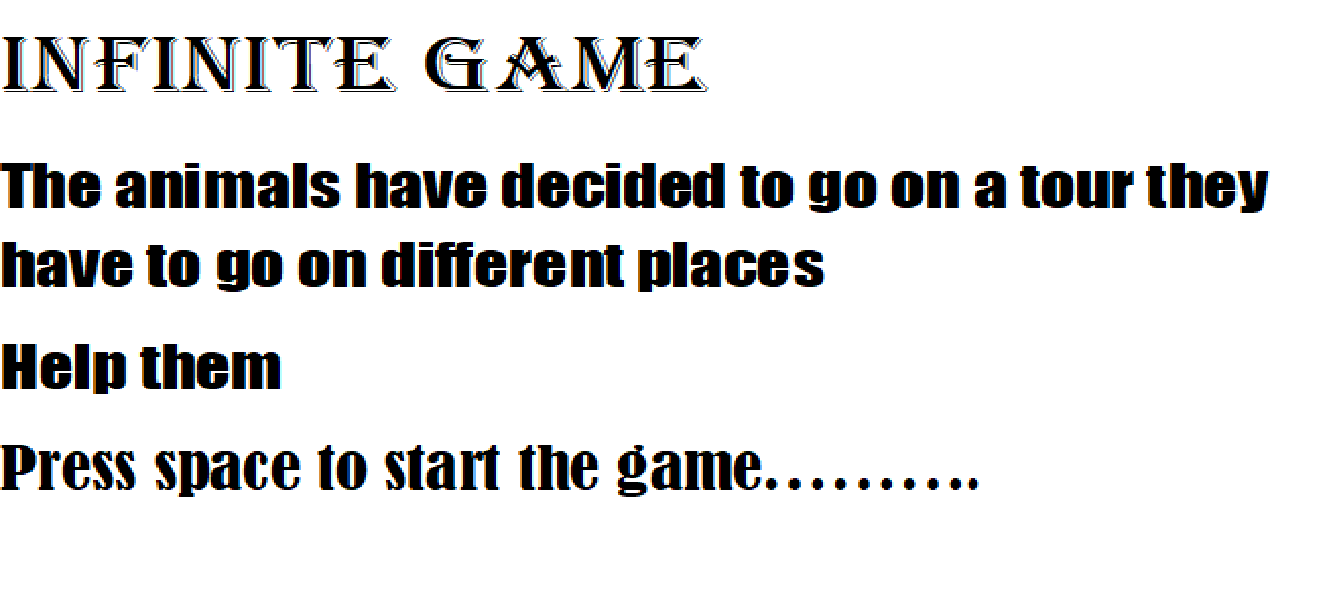 INFINITE GAME
The animals have decided to go on a tour they
have to go on different places
Help them
Press space to start the game..........